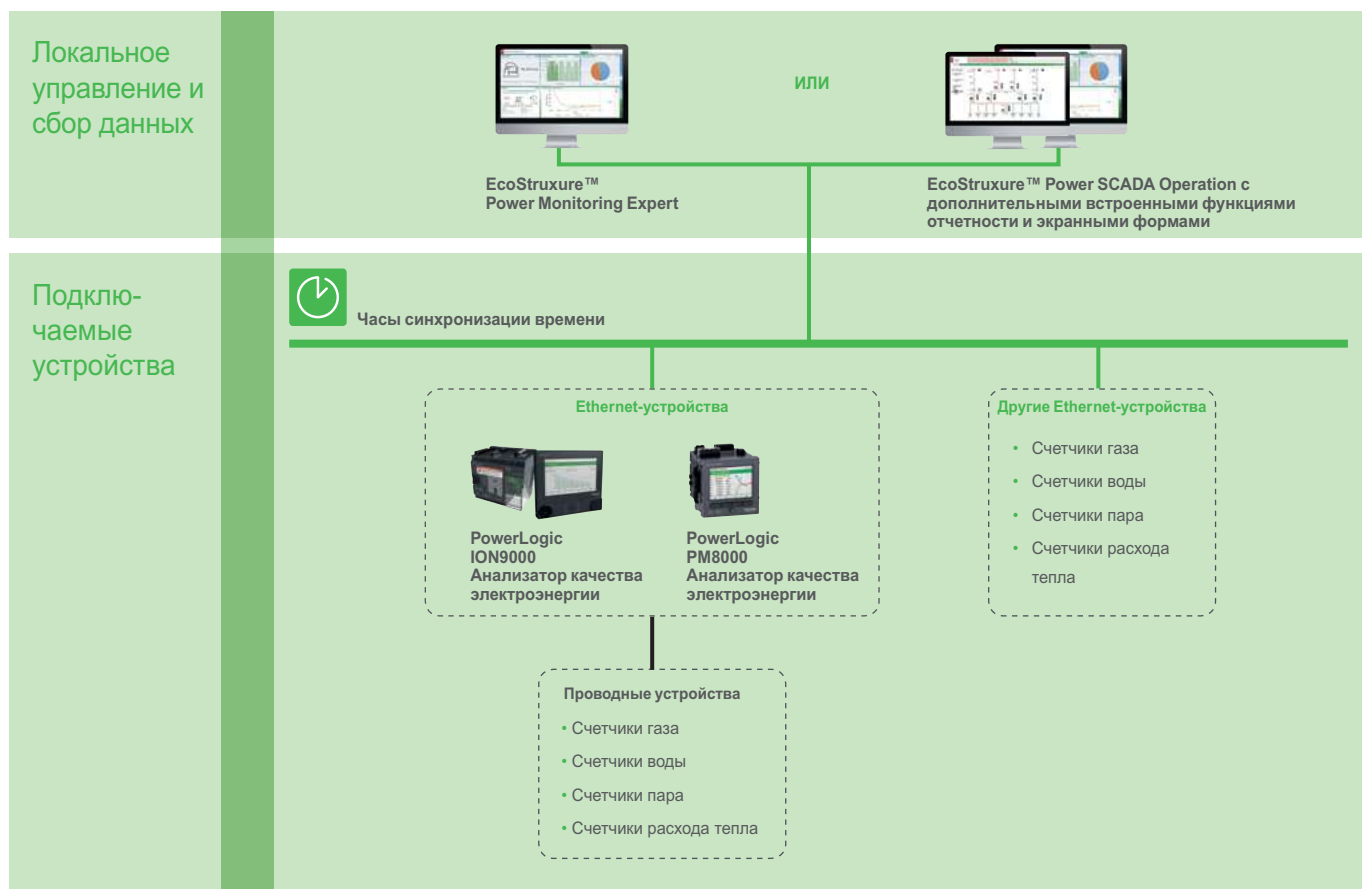 Локальное
управление и
сбор данных
ИЛИ
EcoStruxure™
Power Monitoring Expert
EcoStruxure™ Power SCADA Operation с
дополнительными встроенными функциями
отчетности и экранными формами
Подклю-
чаемые
устройства
Часы синхронизации времени
Ethernet-устройства
PowerLogic
ION9000
Анализатор качества
электроэнергии
PowerLogic
PM8000
Анализатор качества
электроэнергии
Другие Ethernet-устройства
• Счетчики газа
• Счетчики воды
• Счетчики пара
• Счетчики расхода
тепла
Проводные устройства
• Счетчики газа
• Счетчики воды
• Счетчики пара
• Счетчики расхода тепла